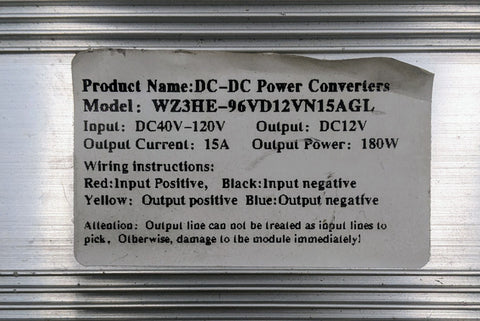 Product Name:DC-DC Power Converters
Model: WZ3HE-96VD12VN15AGL
Input: DC40V-120V Output: DC12V
Output Current: 15A Output Power: 180W
Wiring instructions:
Red:Input Positive, Black:Input negative
Yellow: Output positive Blue:Output negative
Attention: Output line can not be treated as input lines to
pick, Otherwise, damage to the module immediately!